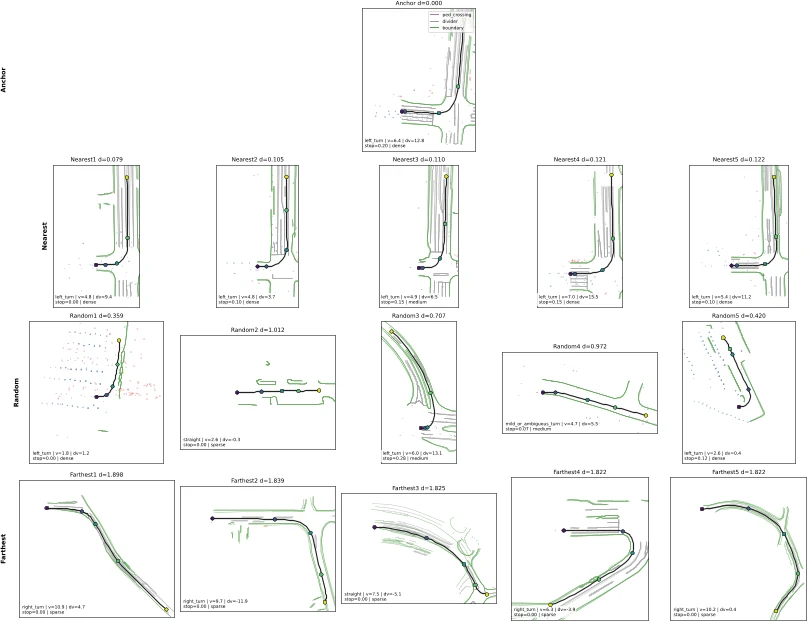 Anchor d=0.000
ped_crossing
divider
boundary
left_turn | v=6.4 | dv=12.8
stop=0.20 | dense
Anchor
Nearest1 d=0.079
left_turn | v=4.8 | dv=9.4
stop=0.00 | dense
Nearest2 d=0.105
left_turn | v=4.8 | dv=3.7
stop=0.10 | dense
Nearest3 d=0.110
left_turn | v=4.9 | dv=6.5
stop=0.15 | medium
Nearest4 d=0.121
left_turn | v=7.0 | dv=15.5
stop=0.15 | dense
Nearest5 d=0.122
left_turn | v=5.4 | dv=11.2
stop=0.10 | dense
Nearest
Random1 d=0.359
left_turn | v=1.8 | dv=1.2
stop=0.00 | dense
Random2 d=1.012
straight | v=2.6 | dv=-0.3
stop=0.00 | sparse
Random3 d=0.707
left_turn | v=6.0 | dv=13.1
stop=0.28 | medium
Random4 d=0.972
mild_or_ambiguous_turn | v=4.7 | dv=5.5
stop=0.07 | medium
Random5 d=0.420
left_turn | v=2.6 | dv=0.4
stop=0.12 | dense
Random
Farthest1 d=1.898
right_turn | v=10.9 | dv=4.7
stop=0.00 | sparse
Farthest2 d=1.839
right_turn | v=9.7 | dv=-11.9
stop=0.00 | sparse
Farthest3 d=1.825
straight | v=7.5 | dv=-5.1
stop=0.00 | sparse
Farthest4 d=1.822
right_turn | v=6.3 | dv=-3.9
stop=0.00 | sparse
Farthest5 d=1.822
right_turn | v=10.2 | dv=0.4
stop=0.00 | sparse
Farthest